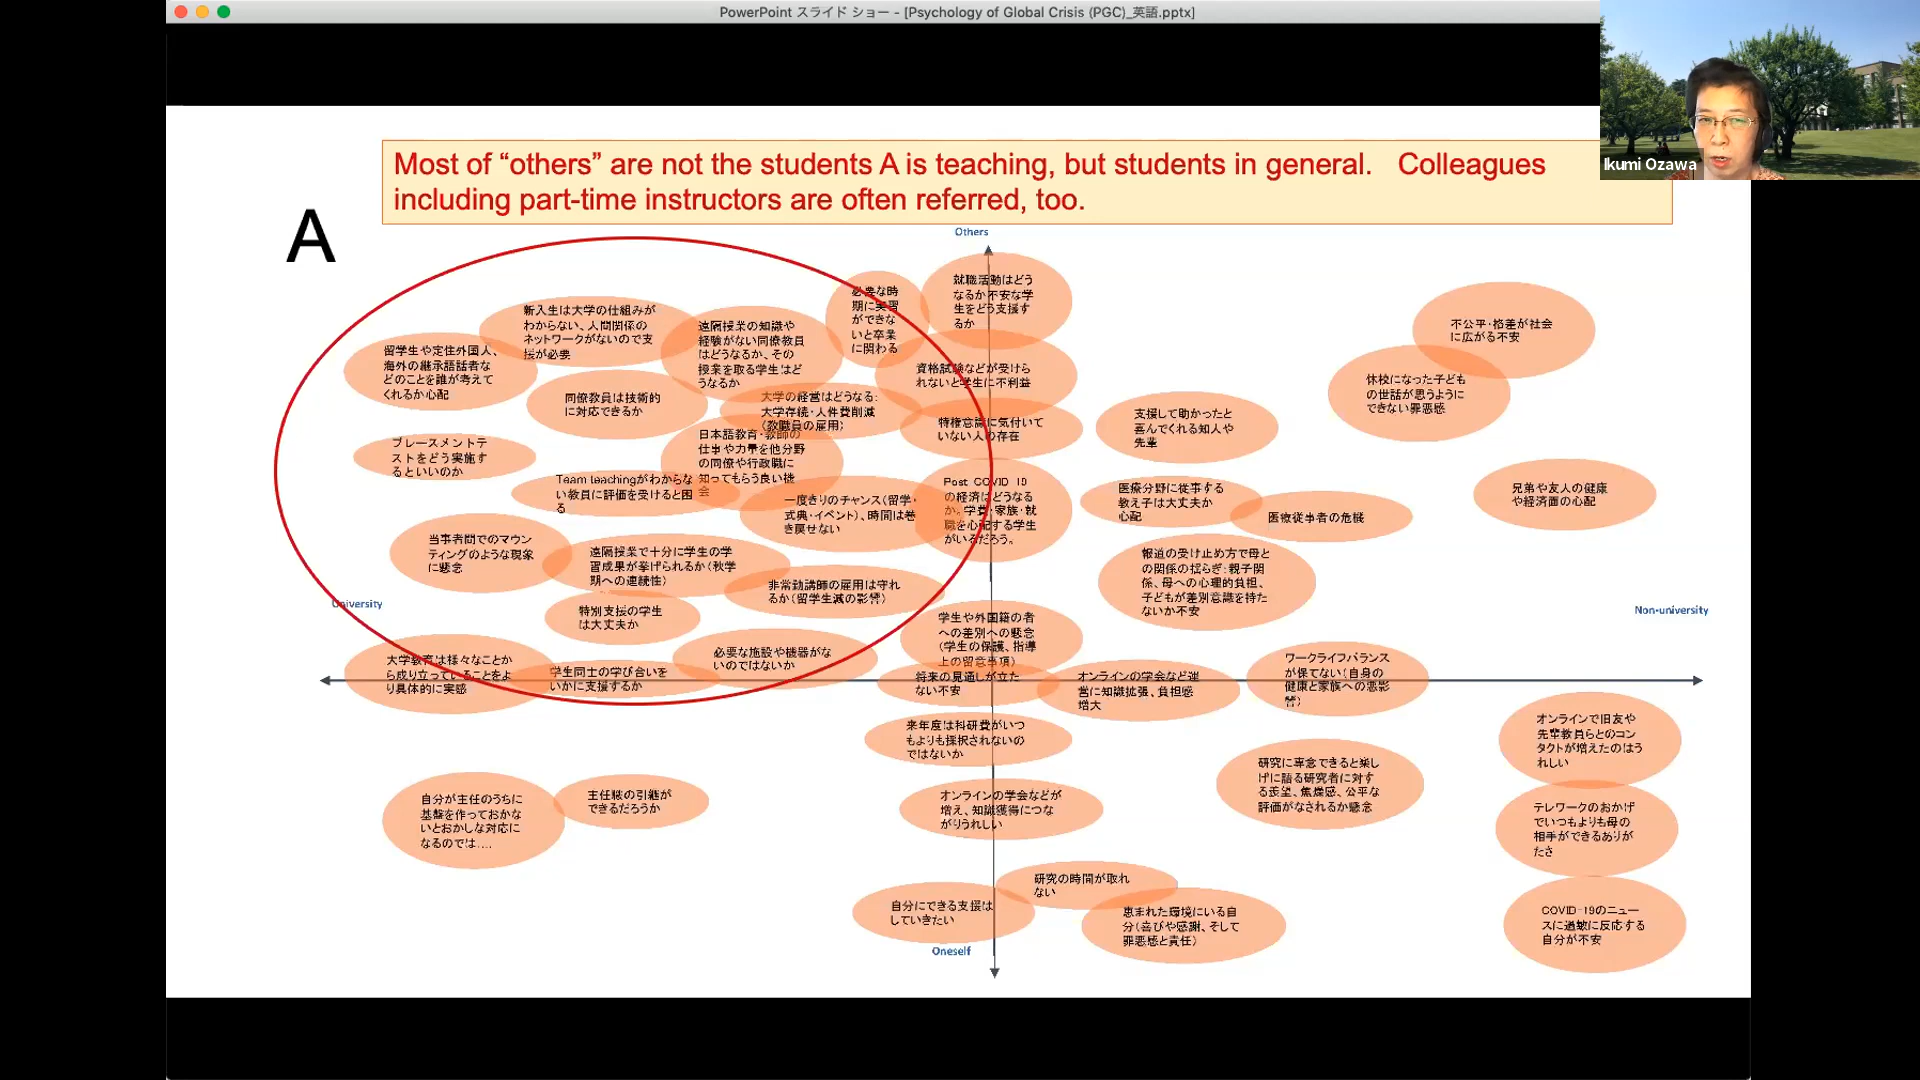 PowerPoint スライド ショー - [Psychology of Global Crisis (PGC)_英語.pptx]
Ikumi Ozawa
Most of “others” are not the students A is teaching, but students in general. Colleagues
including part-time instructors are often referred, too.
A
Others
就職活動はどう
なるか不安な学
生をどう支援す
るか
必要な時
期に実習
ができな
いと卒業
に関わる
新入生は大学の仕組みが
わからない、人間関係の
ネットワークがないので支
援が必要
遠隔授業の知識や
経験がない同僚教員
はどうなるか、その
授業を取る学生はど
うなるか
留学生や定住外国人、
海外の継承語話者な
どのことを誰が考えて
くれるか心配
資格試験などが受けら
れないと学生に不利益
同僚教員は技術的
に対応できるか
大学の経営はどうなる:
大学存続・人件費削減
(教職員の雇用)
特権意識に気付いて
いない人の存在
支援して助かったと
喜んでくれる知人や
先輩
不公平・格差が社会
に広がる不安
休校になった子ども
の世話が思うように
できない罪悪感
プレースメントテ
ストをどう実施す
るといいのか
日本語教育・教師の
仕事や力量を他分野
の同僚や行政職に
知ってもらう良い機
会
Team teachingがわからな
い教員に評価を受けると困
る
一度きりのチャンス(留学・
式典・イベント)、時間は巻
き戻せない
Post COVID-19
の経済はどうなる
か。学費・家族・就
職を心配する学生
がいるだろう。
医療分野に従事する
教え子は大丈夫か
心配
医療従事者の危機
兄弟や友人の健康
や経済面の心配
当事者間でのマウン
ティングのような現象
に懸念
遠隔授業で十分に学生の学
習成果が挙げられるか(秋学
期への連続性)
非常勤講師の雇用は守れ
るか(留学生減の影響)
報道の受け止め方で母と
の関係の揺らぎ:親子関
係、母への心理的負担、
子どもが差別意識を持た
ないか不安
University
Non-university
特別支援の学生
は大丈夫か
学生や外国籍の者
への差別への懸念
(学生の保護、指導
上の留意事項)
大学教育は様々なことか
ら成り立っていることをよ
り具体的に実感
学生同士の学び合いを
いかに支援するか
必要な施設や機器がな
いのではないか
将来の見通しが立た
ない不安
オンラインの学会など運
営に知識拡張、負担感
増大
ワークライフバランス
が保てない(自身の
健康と家族への悪影
響)
来年度は科研費がいつ
もよりも採択されないの
ではないか
オンラインで旧友や
先輩教員らとのコン
タクトが増えたのはう
れしい
自分が主任のうちに
基盤を作っておかな
いとおかしな対応に
なるのでは....
主任職の引継が
できるだろうか
オンラインの学会などが
増え、知識獲得につな
がりうれしい
研究に専念できると楽し
げに語る研究者に対す
る羨望、焦燥感、公平な
評価がなされるか懸念
テレワークのおかげ
でいつもよりも母の
相手ができるありが
たさ
自分にできる支援は
していきたい
研究の時間が取れ
ない
恵まれた環境にいる自
分(喜びや感謝、そして
罪悪感と責任)
COVID-19のニュー
スに過敏に反応する
自分が不安
Oneself